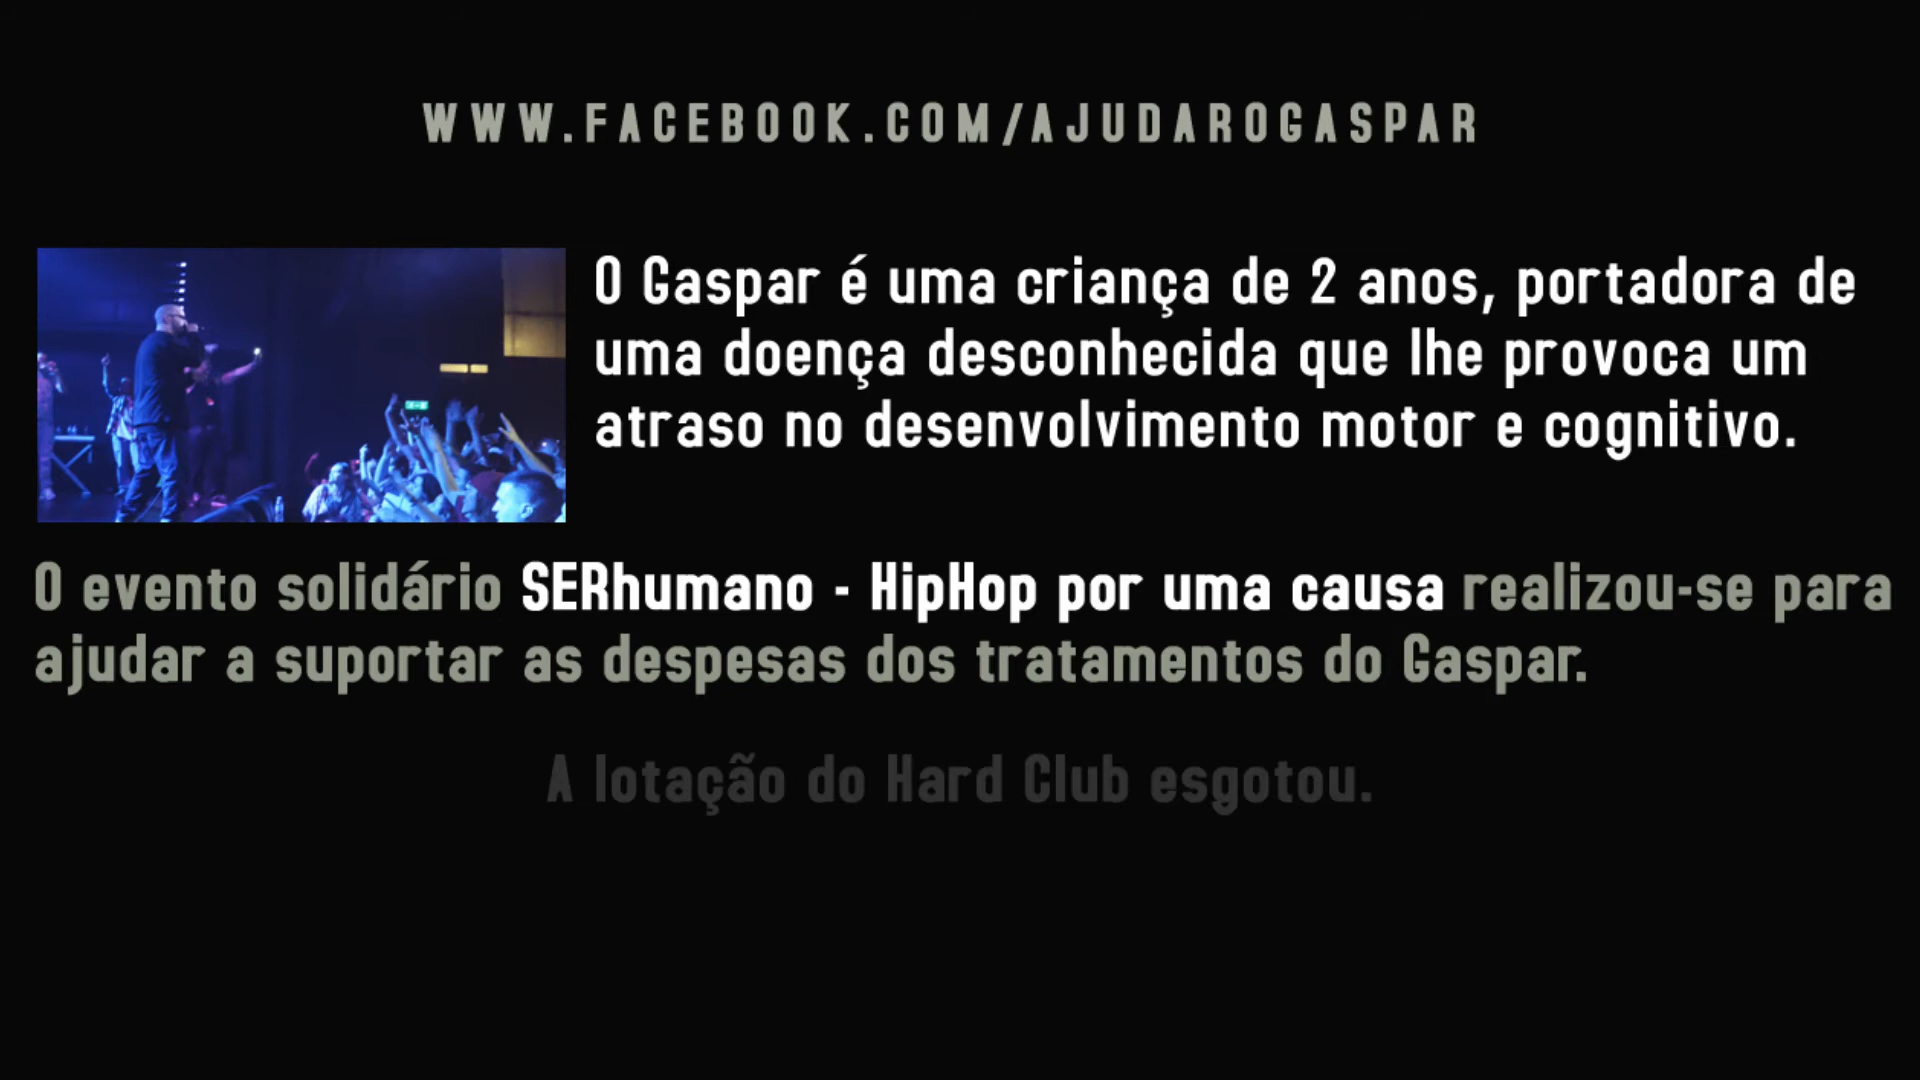 WWW.FACEBOOK.COM/AJUDAROGASPAR
O Gaspar é uma criança de 2 anos, portadora de
uma doença desconhecida que lhe provoca um
atraso no desenvolvimento motor e cognitivo.
O evento solidário SERhumano - HipHop por uma causa realizou-se para
ajudar a suportar as despesas dos tratamentos do Gaspar.
A lotação do Hard Club esgotou.